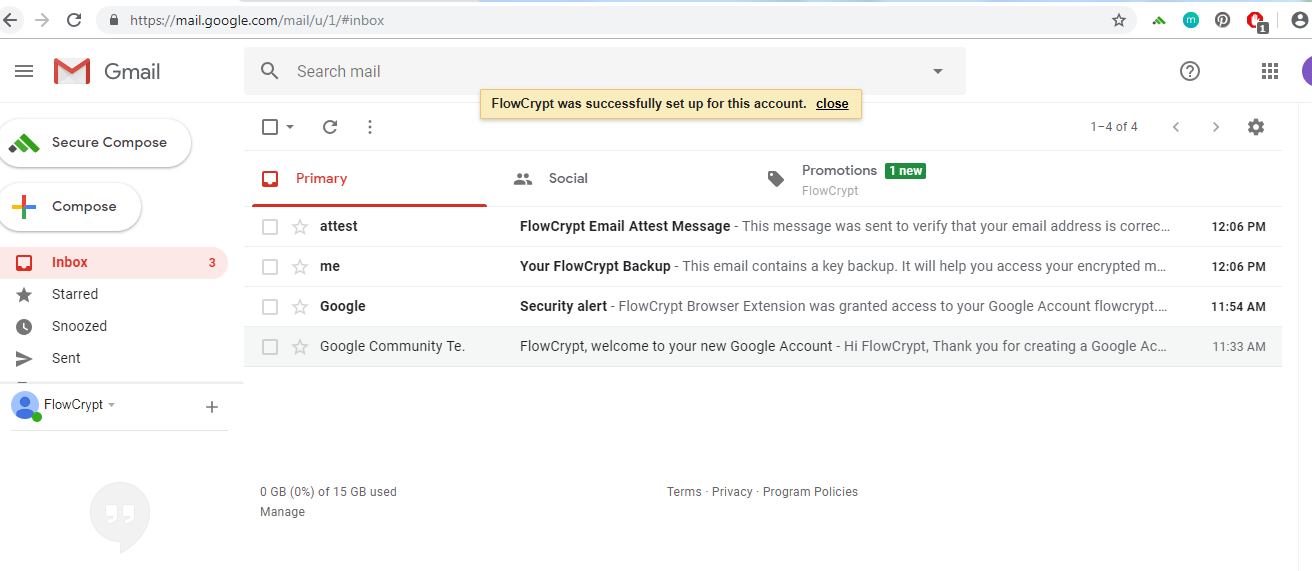 https://mail.google.com/mail/u/1/#inbox
m
1
Gmail
Search mail
FlowCrypt was successfully set up for this account. close
Secure Compose
1–4 of 4
Primary
Social
Promotions 1 new
FlowCrypt
Compose
attest FlowCrypt Email Attest Message - This message was sent to verify that your email address is correc... 12:06 PM
Inbox 3
me Your FlowCrypt Backup - This email contains a key backup. It will help you access your encrypted m... 12:06 PM
Starred
Google Security alert - FlowCrypt Browser Extension was granted access to your Google Account flowcrypt.... 11:54 AM
Snoozed
Google Community Te. FlowCrypt, welcome to your new Google Account - Hi FlowCrypt, Thank you for creating a Google Ac... 11:33 AM
Sent
FlowCrypt
0 GB (0%) of 15 GB used
Manage
Terms · Privacy · Program Policies